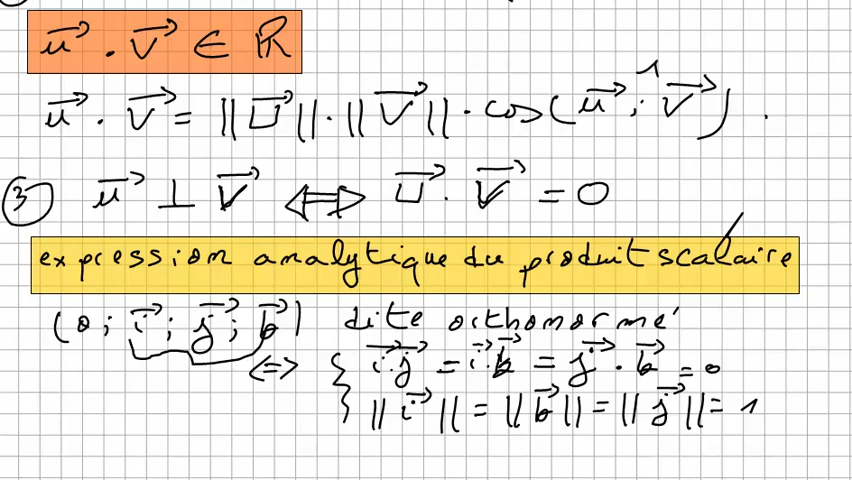 u⃗ . v⃗ ∈ ℝ
u⃗ . v⃗ = ||u⃗|| . ||v⃗|| . cos(u⃗ ; v⃗) .
③ u⃗ ⊥ v⃗ ⟺ u⃗ . v⃗ = 0
expression analytique du produit scalaire
(o; i⃗; j⃗; k⃗) dite orthonormé
<=> { i⃗.j⃗ = i⃗.k⃗ = j⃗ . k⃗ = 0
||i⃗|| = ||k⃗|| = ||j⃗|| = 1